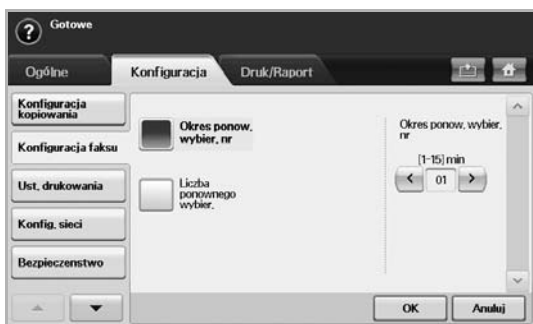 Gotowe
Ogólne
Konfiguracja
Druk/Raport
Konfiguracja
kopiowania
Konfiguracja faksu
Ust. drukowania
Konfig. sieci
Bezpieczenstwo
Okres ponow.
wybier. nr
Liczba
ponownego
wybier.
Okres ponow. wybier.
nr
[1-15] min
01
OK
Anuluj